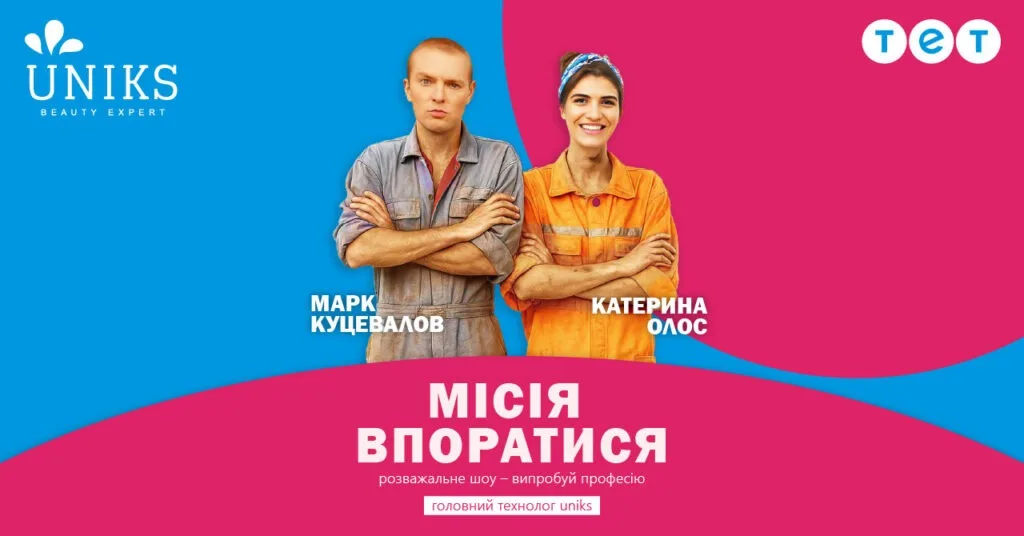 UNIKS
BEAUTY EXPERT
тет
МАРК
КУЦЕВАЛОВ
КАТЕРИНА
ОЛОС
МІСІЯ
ВПОРАТИСЯ
розважальне шоу – випробуй професію
головний технолог uniks